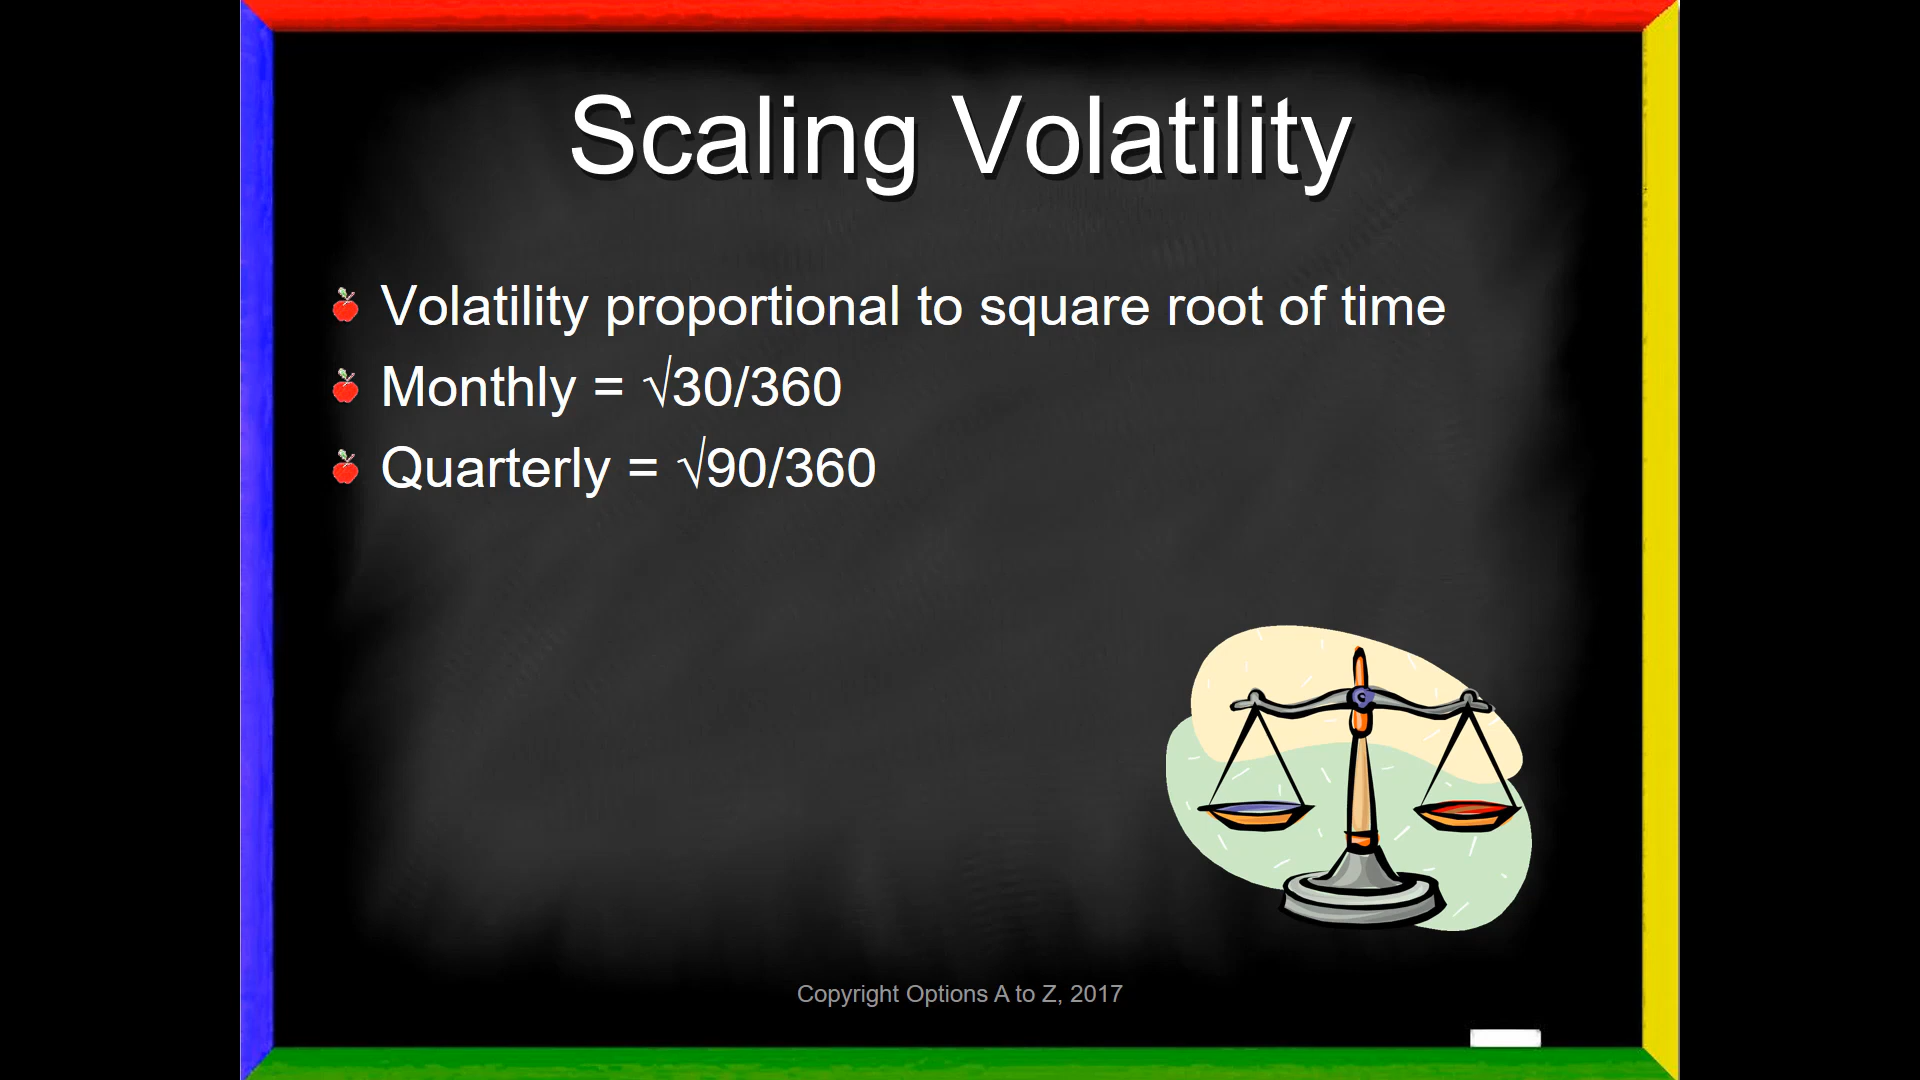 Scaling Volatility
Volatility proportional to square root of time
Monthly = √30/360
Quarterly = √90/360
Copyright Options A to Z, 2017